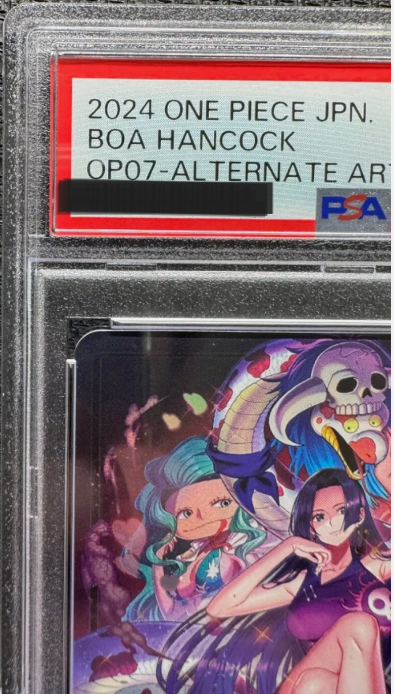 2024 ONE PIECE JPN.
BOA HANCOCK
OP07-ALTERNATE ART
PSA